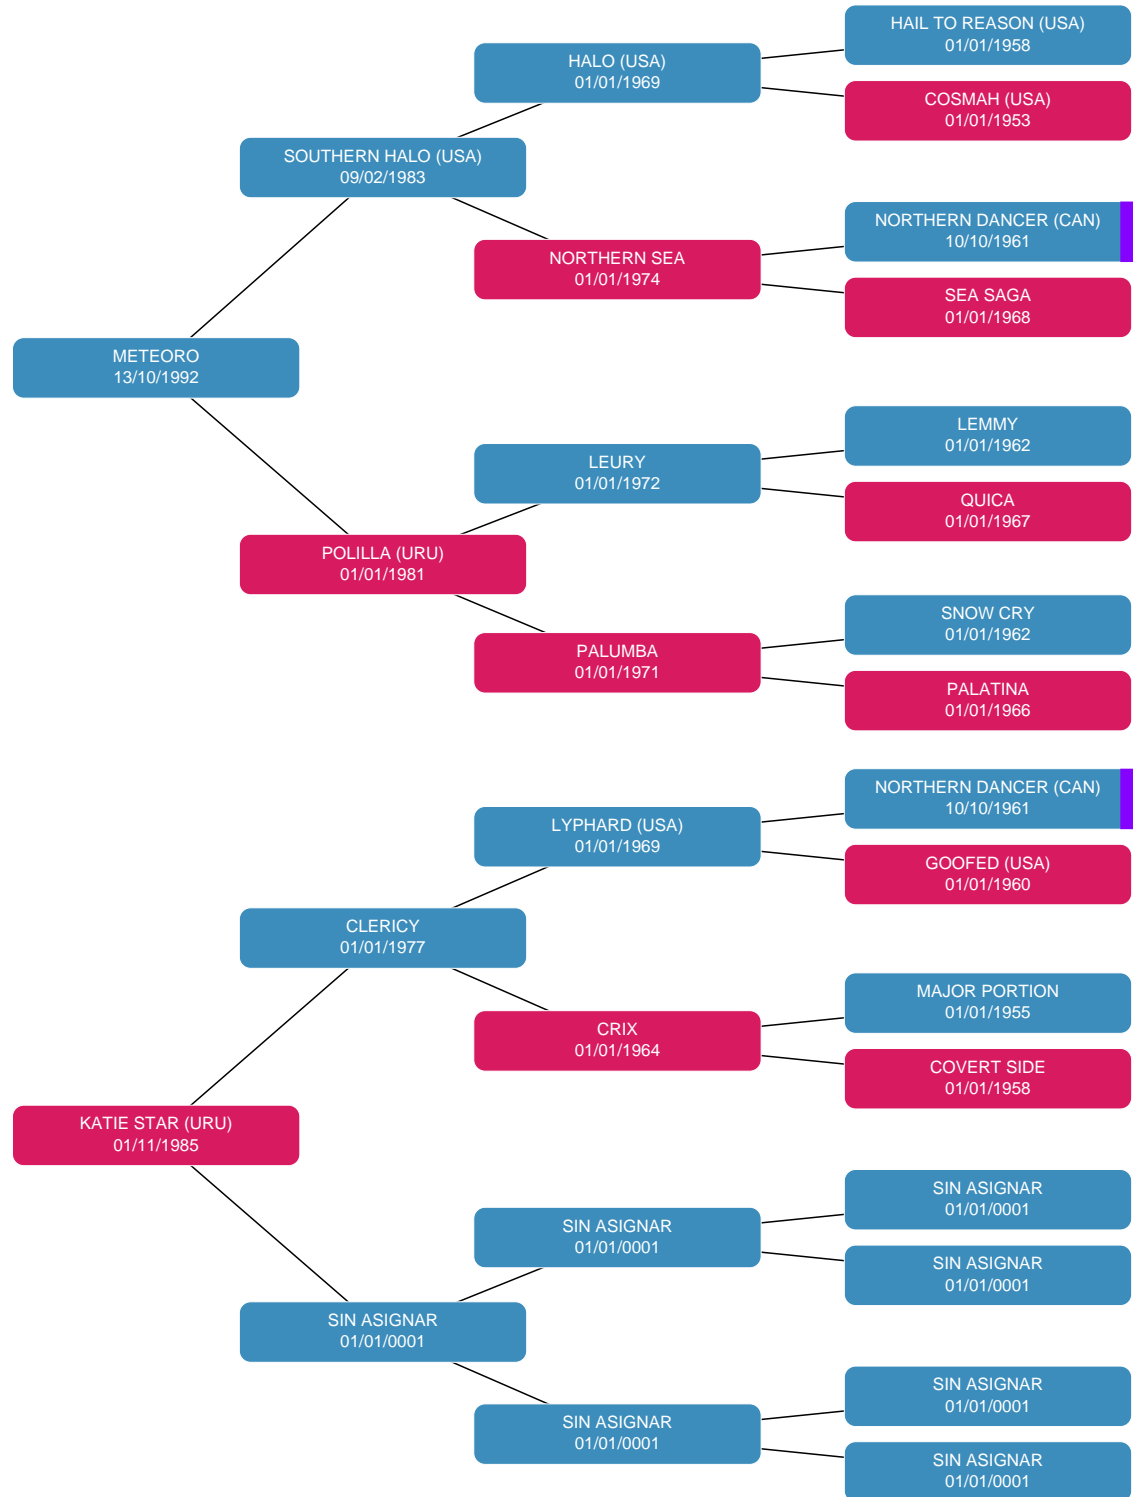 HAIL TO REASON (USA)
01/01/1958
HALO (USA)
01/01/1969
COSMAH (USA)
01/01/1953
SOUTHERN HALO (USA)
09/02/1983
NORTHERN DANCER (CAN)
10/10/1961
NORTHERN SEA
01/01/1974
SEA SAGA
01/01/1968
METEORO
13/10/1992
LEMMY
01/01/1962
LEURY
01/01/1972
QUICA
01/01/1967
POLILLA (URU)
01/01/1981
SNOW CRY
01/01/1962
PALUMBA
01/01/1971
PALATINA
01/01/1966
NORTHERN DANCER (CAN)
10/10/1961
LYPHARD (USA)
01/01/1969
GOOFED (USA)
01/01/1960
CLERICY
01/01/1977
MAJOR PORTION
01/01/1955
CRIX
01/01/1964
COVERT SIDE
01/01/1958
KATIE STAR (URU)
01/11/1985
SIN ASIGNAR
01/01/0001
SIN ASIGNAR
01/01/0001
SIN ASIGNAR
01/01/0001
SIN ASIGNAR
01/01/0001
SIN ASIGNAR
01/01/0001
SIN ASIGNAR
01/01/0001
SIN ASIGNAR
01/01/0001